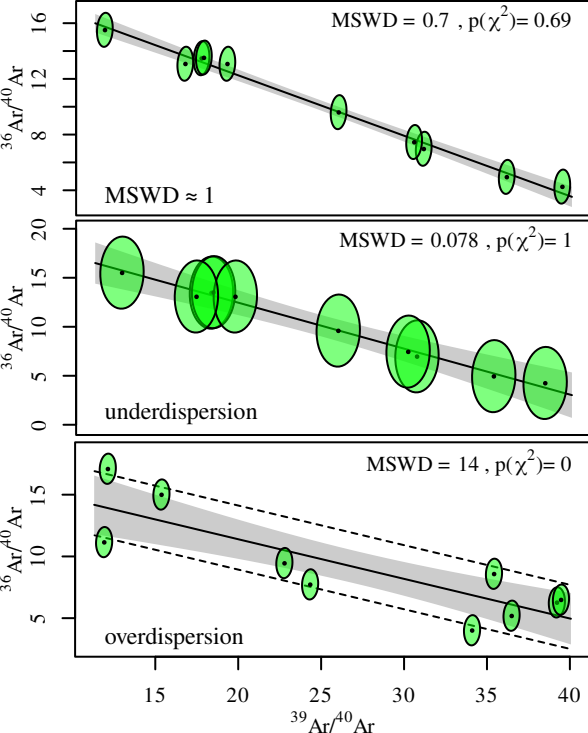 MSWD = 0.7 , p(χ²)= 0.69
16
12
8
4
³⁶Ar/⁴⁰Ar
MSWD ≈ 1
MSWD = 0.078 , p(χ²)= 1
20
15
10
5
0
³⁶Ar/⁴⁰Ar
underdispersion
MSWD = 14 , p(χ²)= 0
15
10
5
³⁶Ar/⁴⁰Ar
overdispersion
15 20 25 30 35 40
³⁹Ar/⁴⁰Ar